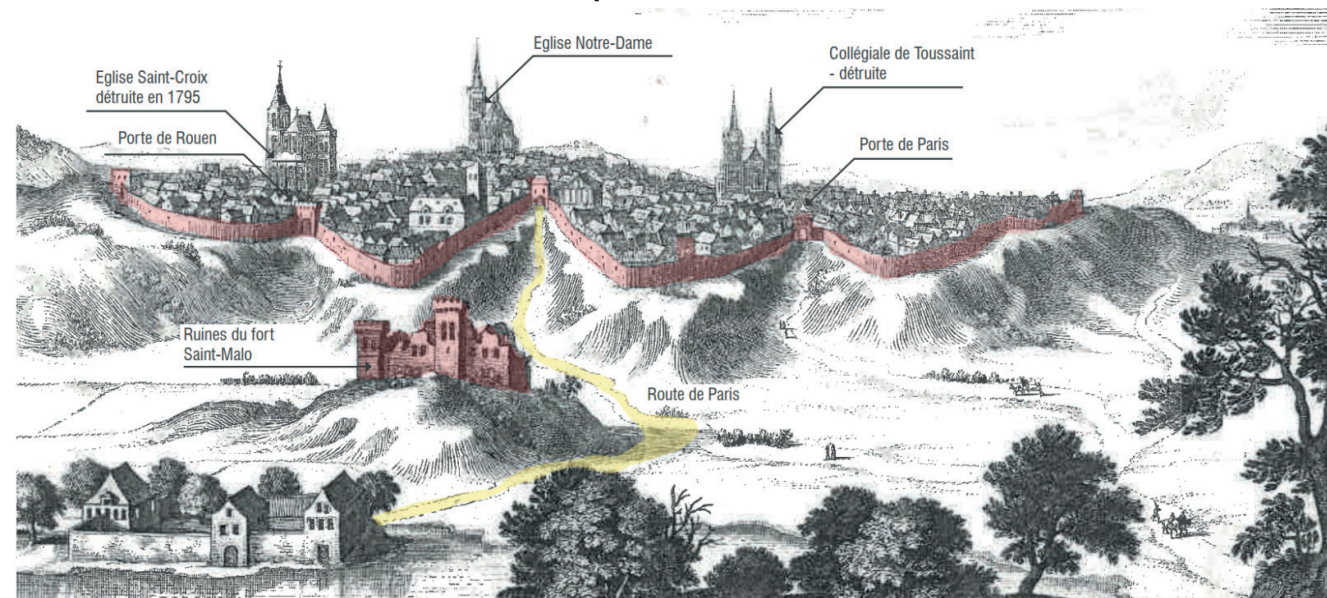 Eglise Notre-Dame
Collégiale de Toussaint
- détruite
Eglise Saint-Croix
détruite en 1795
Porte de Rouen
Porte de Paris
Ruines du fort
Saint-Malo
Route de Paris